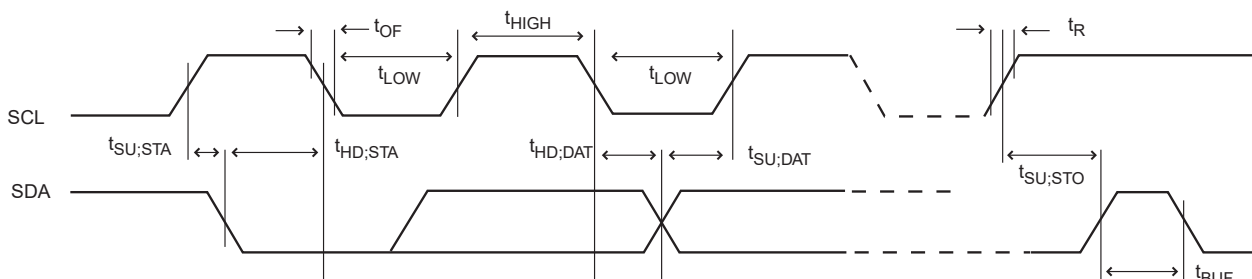 tOF
tHIGH
tR
tLOW
tLOW
SCL
tSU;STA
tHD;STA
tHD;DAT
tSU;DAT
tSU;STO
SDA
tBUF